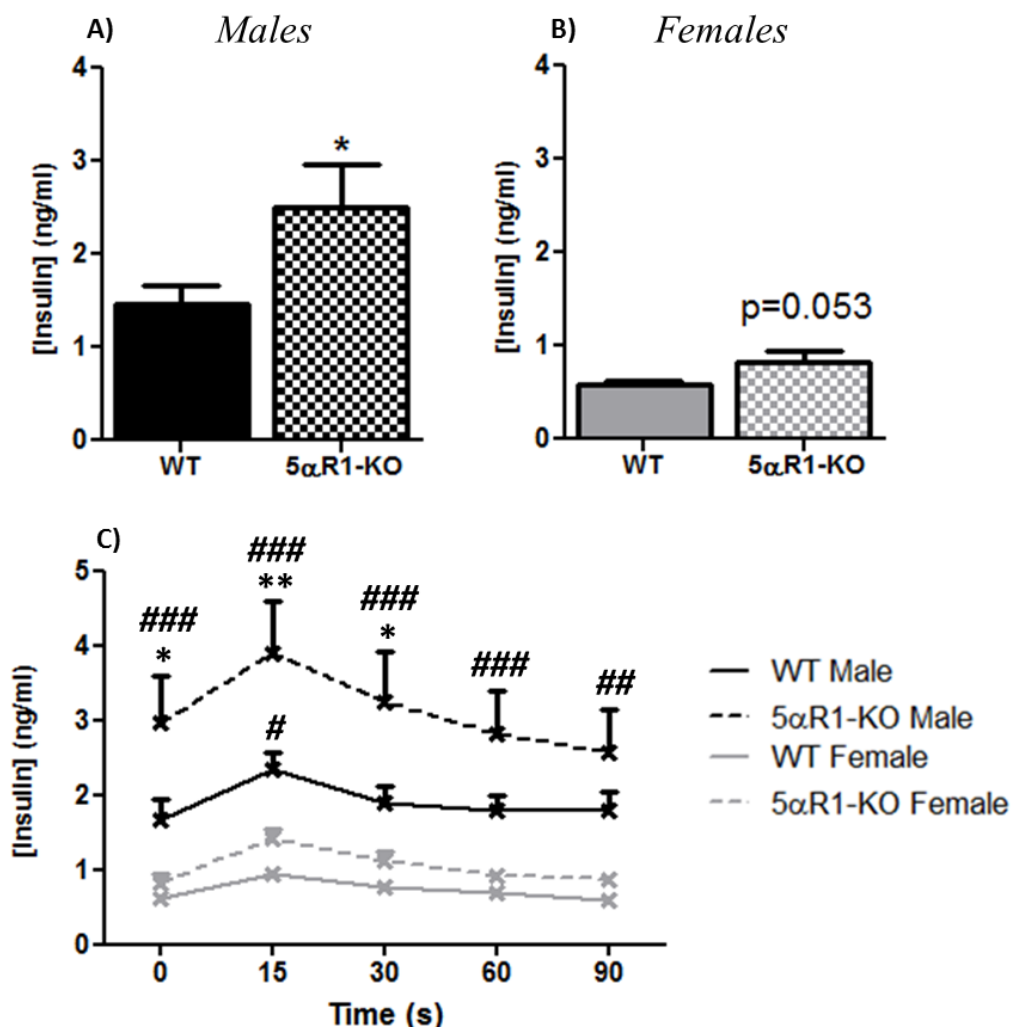 A) Males
B) Females
4
3
2
1
0
[Insulin] (ng/ml)
*
WT
5αR1-KO
4
3
2
1
0
[Insulin] (ng/ml)
p=0.053
WT
5αR1-KO
C)
5
4
3
2
1
0
[Insulin] (ng/ml)
###
*
###
**
#
###
*
###
##
0 15 30 60 90
Time (s)
WT Male
5αR1-KO Male
WT Female
5αR1-KO Female